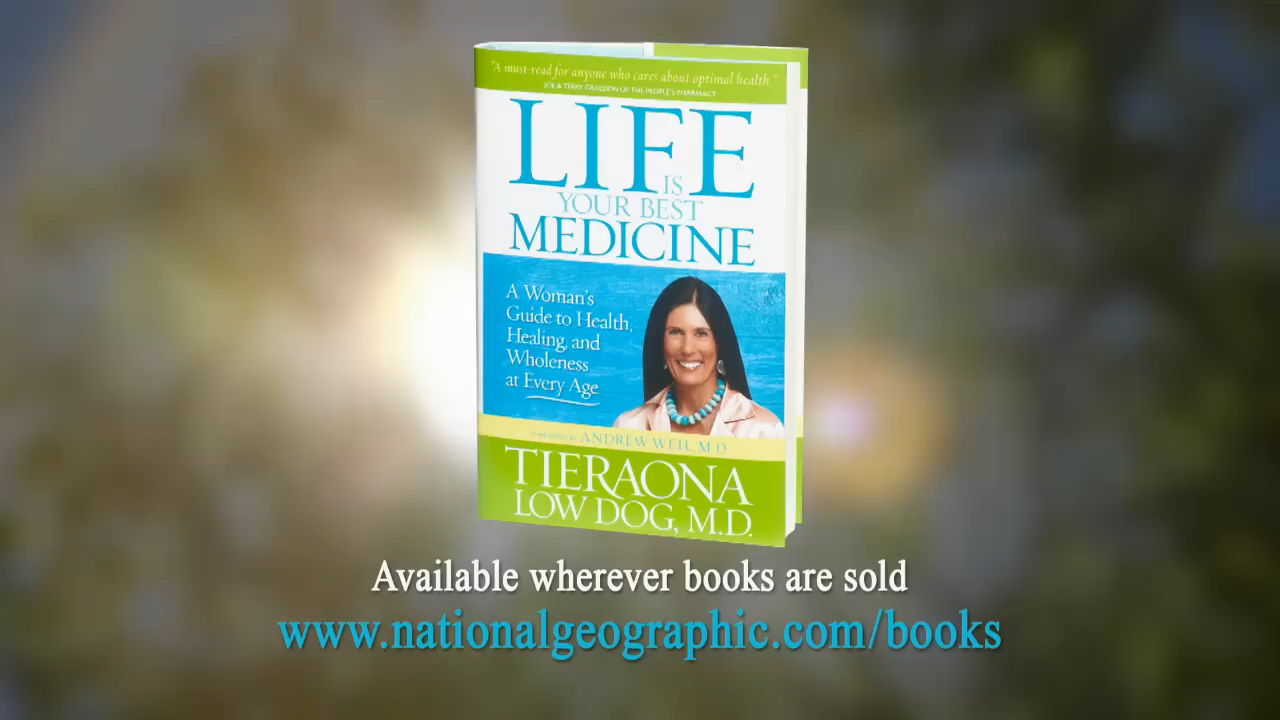 "A must-read for anyone who cares about optimal health."
JOE & TERRY GRAEDON OF THE PEOPLE'S PHARMACY
LIFE
IS
YOUR BEST
MEDICINE
A Woman's
Guide to Health,
Healing, and
Wholeness
at Every Age
FOREWORD BY ANDREW WEIL, M.D.
TIERAONA
LOW DOG, M.D.
Available wherever books are sold
www.nationalgeographic.com/books